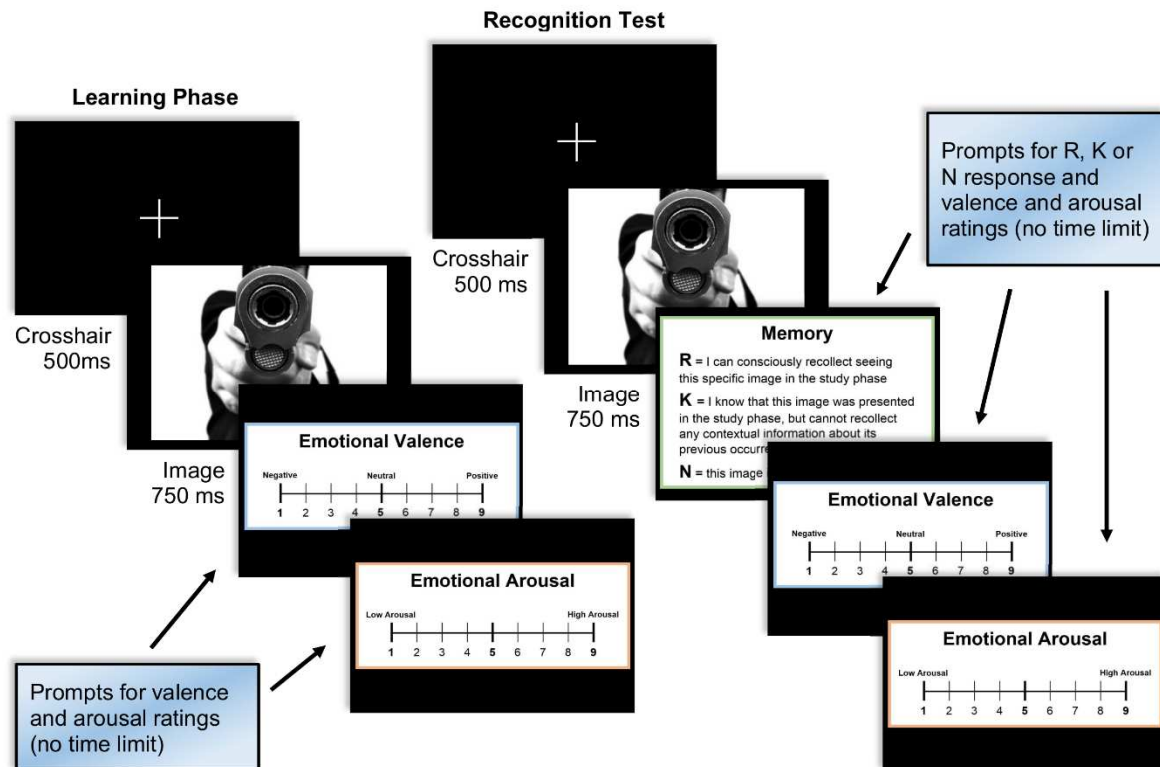 Recognition Test
Learning Phase
Crosshair
500ms
Image
750 ms
Emotional Valence
Negative Neutral Positive
1 2 3 4 5 6 7 8 9
Emotional Arousal
Low Arousal High Arousal
1 2 3 4 5 6 7 8 9
Prompts for valence
and arousal ratings
(no time limit)
Crosshair
500 ms
Image
750 ms
Memory
R = I can consciously recollect seeing
this specific image in the study phase
K = I know that this image was presented
in the study phase, but cannot recollect
any contextual information about its
previous
N = this image
Emotional Valence
Negative Neutral Positive
1 2 3 4 5 6 7 8 9
Emotional Arousal
Low Arousal High Arousal
1 2 3 4 5 6 7 8 9
Prompts for R, K or
N response and
valence and arousal
ratings (no time limit)